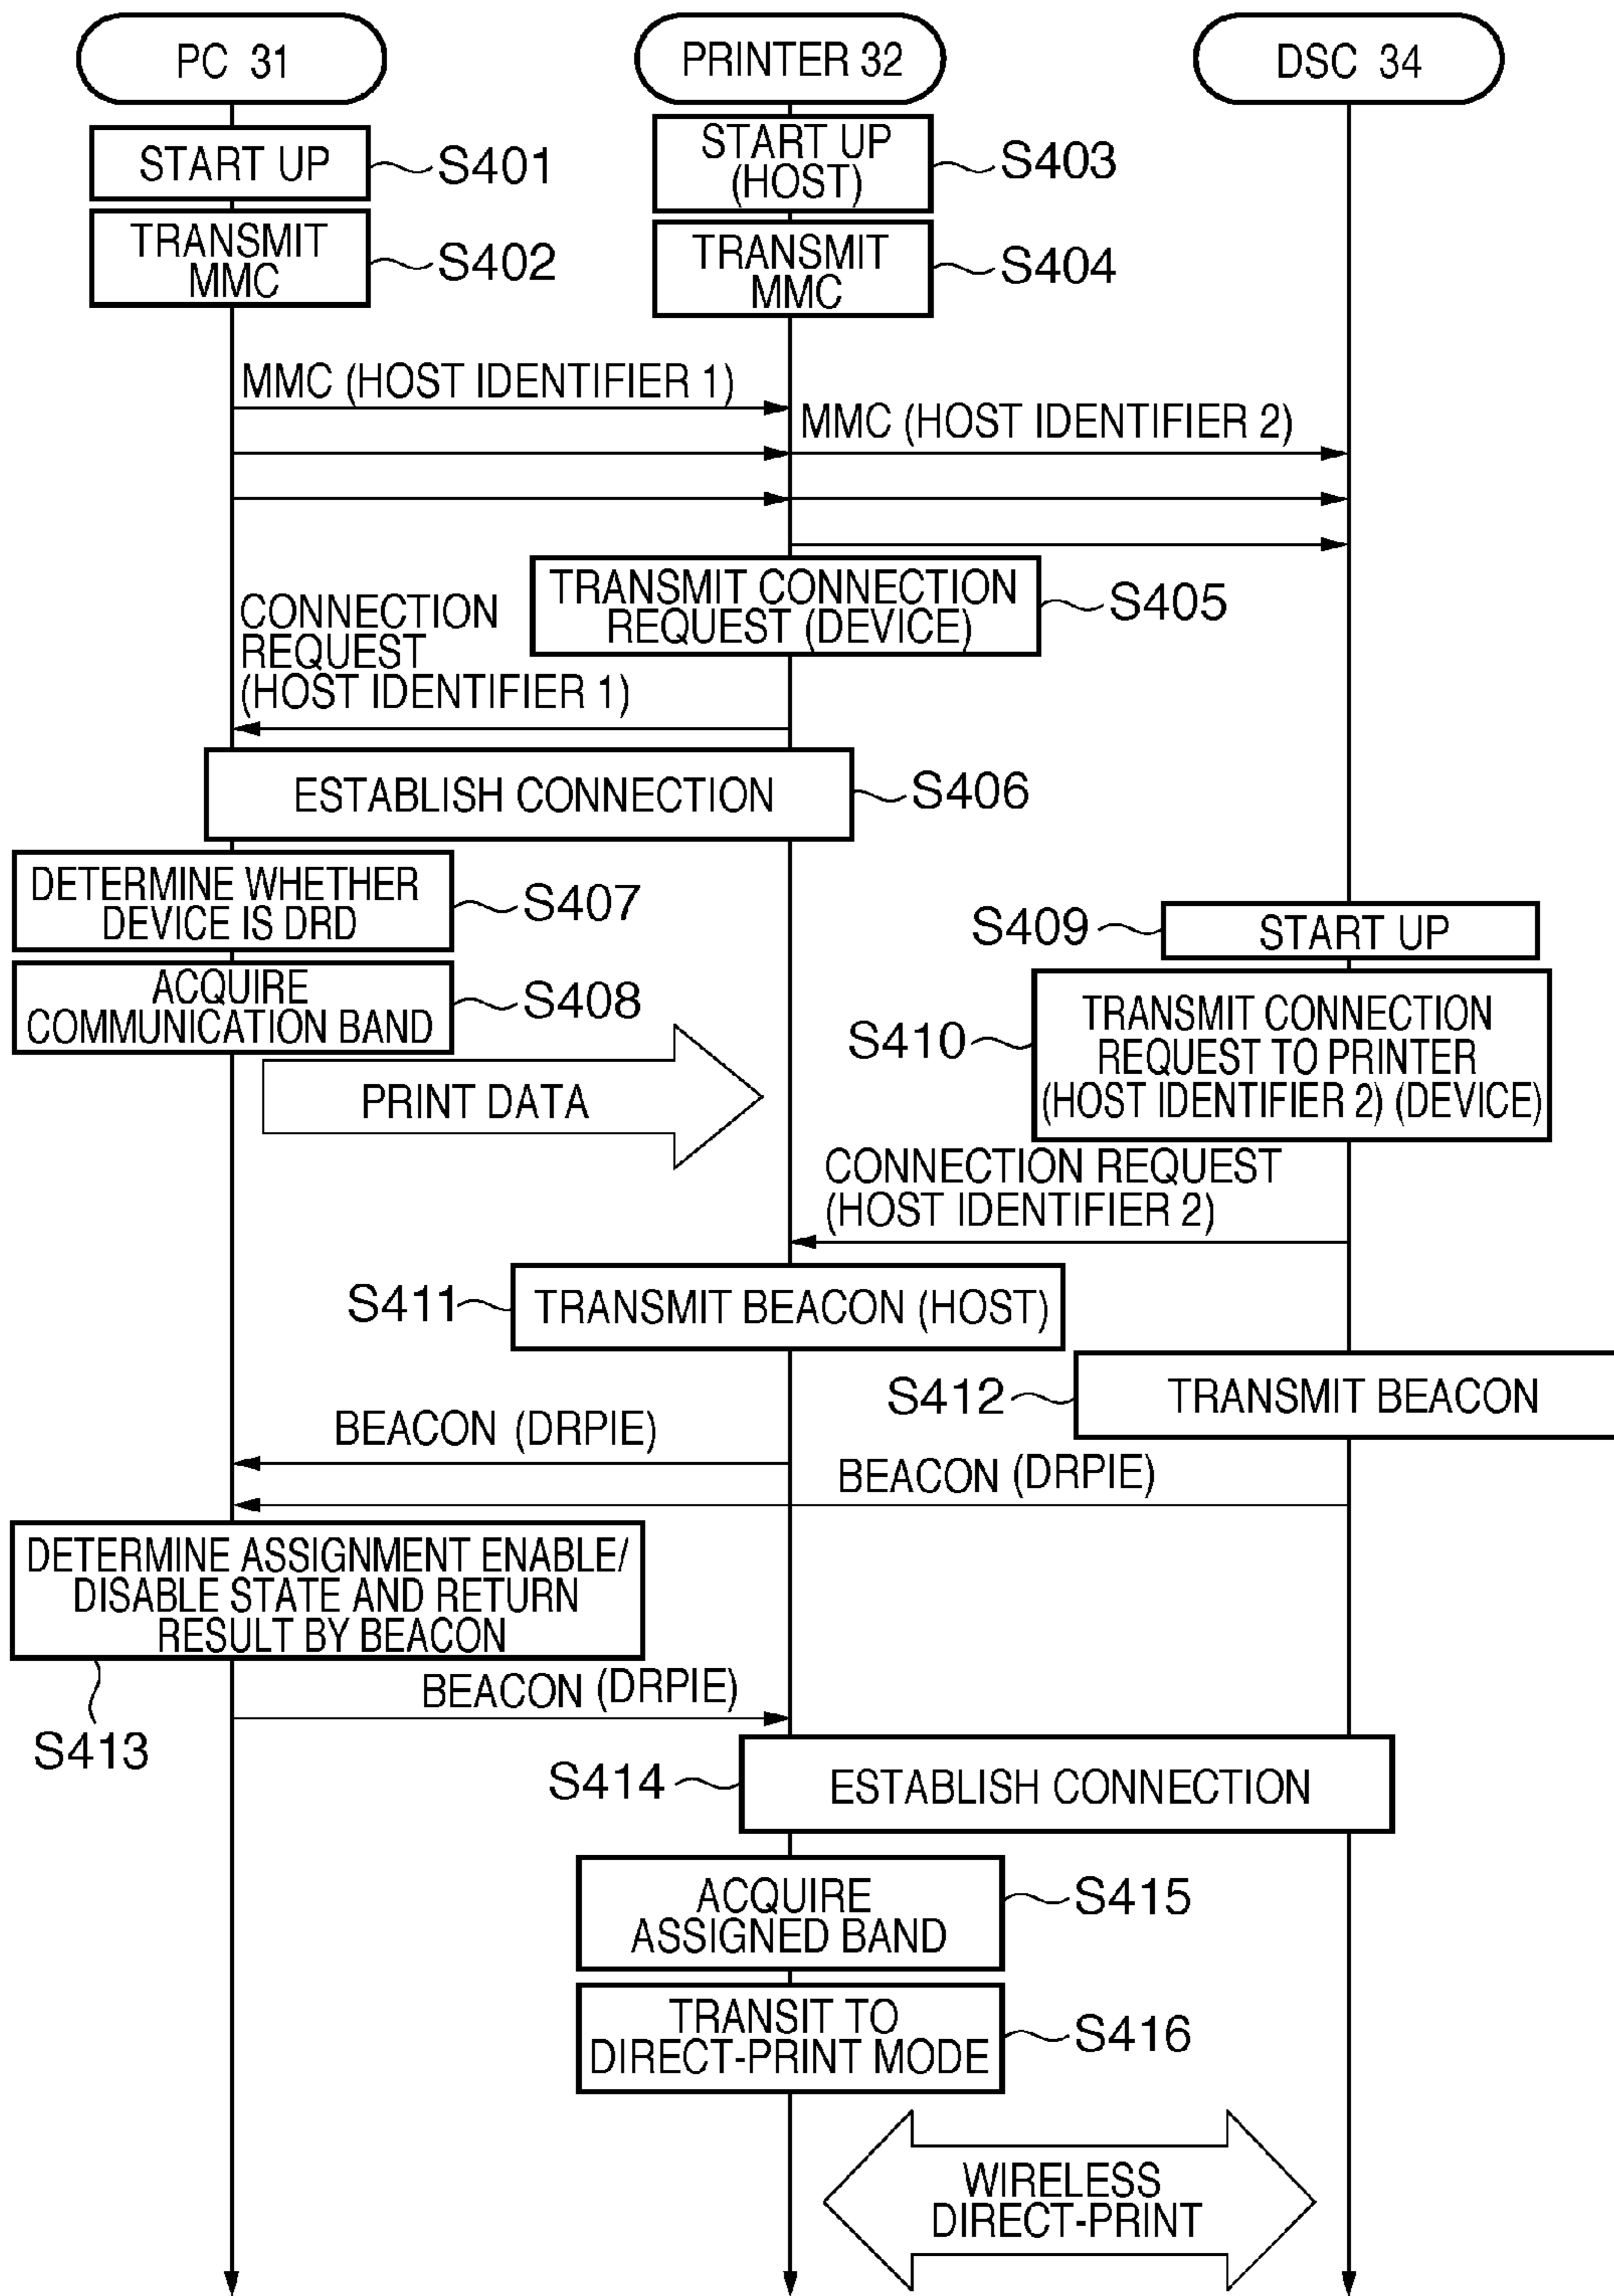 PC 31
PRINTER 32
DSC 34
START UP
S401
START UP
(HOST)
S403
TRANSMIT
MMC
S402
TRANSMIT
MMC
S404
MMC (HOST IDENTIFIER 1)
MMC (HOST IDENTIFIER 2)
TRANSMIT CONNECTION
REQUEST (DEVICE)
S405
CONNECTION
REQUEST
(HOST IDENTIFIER 1)
ESTABLISH CONNECTION
S406
DETERMINE WHETHER
DEVICE IS DRD
S407
S409
START UP
ACQUIRE
COMMUNICATION BAND
S408
S410
TRANSMIT CONNECTION
REQUEST TO PRINTER
(HOST IDENTIFIER 2) (DEVICE)
PRINT DATA
CONNECTION REQUEST
(HOST IDENTIFIER 2)
S411
TRANSMIT BEACON (HOST)
S412
TRANSMIT BEACON
BEACON (DRPIE)
BEACON (DRPIE)
DETERMINE ASSIGNMENT ENABLE/
DISABLE STATE AND RETURN
RESULT BY BEACON
S413
BEACON (DRPIE)
S414
ESTABLISH CONNECTION
ACQUIRE
ASSIGNED BAND
S415
TRANSIT TO
DIRECT-PRINT MODE
S416
WIRELESS
DIRECT-PRINT